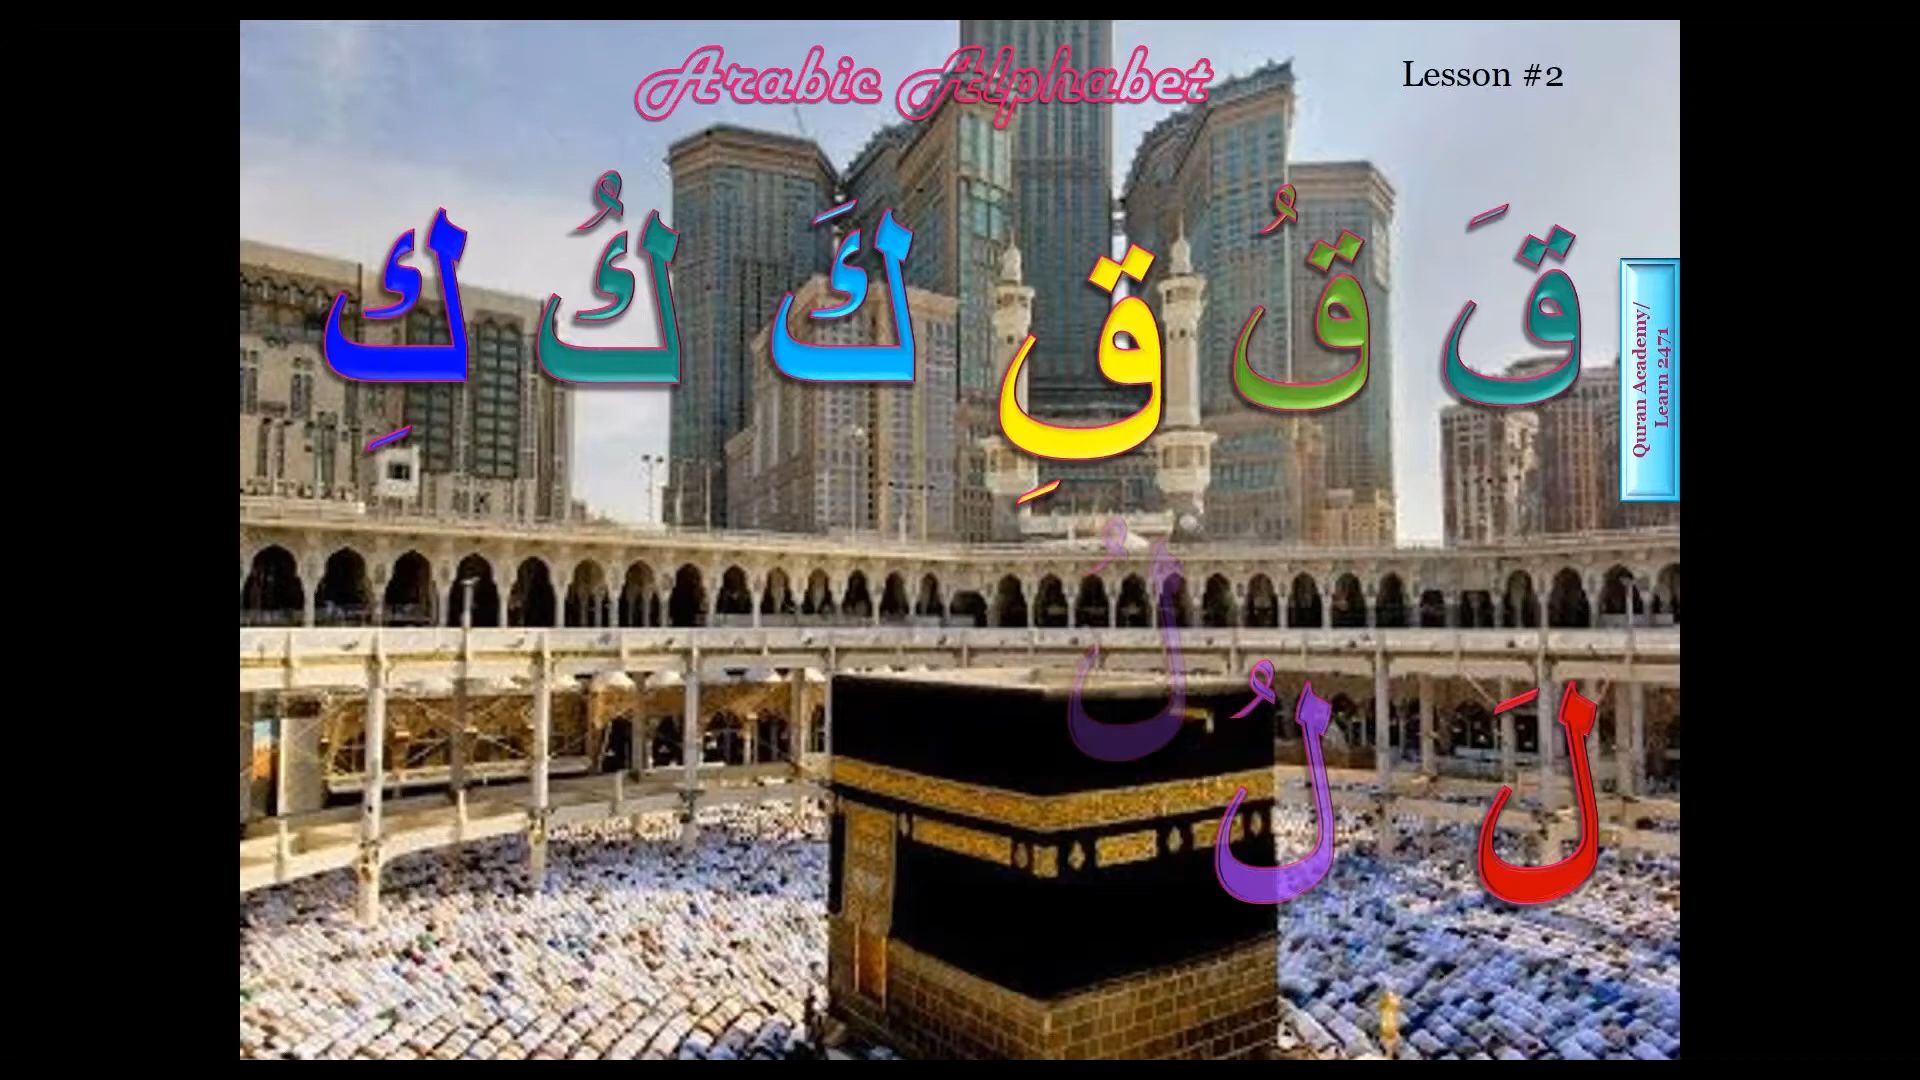 Arabic Alphabet
Lesson #2
قَ قُ قِ كَ كُ كِ
لَ لُ لُ
Quran Academy/
Learn 2471